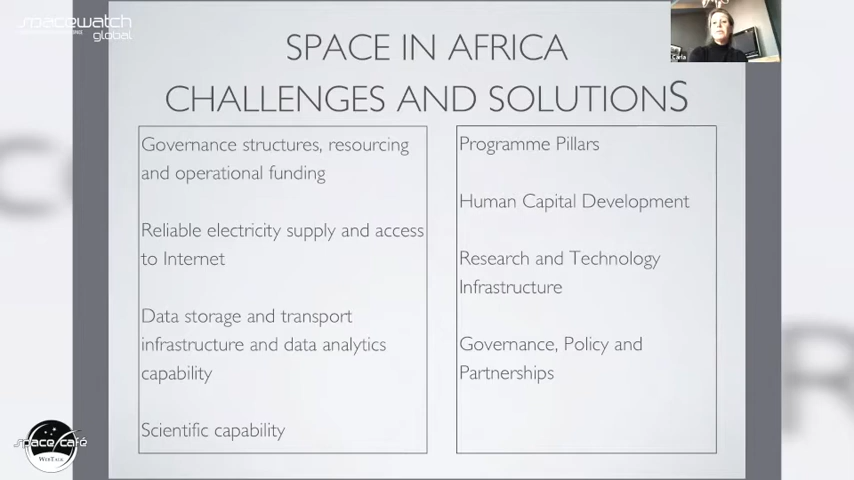 spacewatch
global
SPACE IN AFRICA
CHALLENGES AND SOLUTIONS
Governance structures, resourcing
and operational funding
Reliable electricity supply and access
to Internet
Data storage and transport
infrastructure and data analytics
capability
Scientific capability
Programme Pillars
Human Capital Development
Research and Technology
Infrastructure
Governance, Policy and
Partnerships
Carla
space café
WebTalk